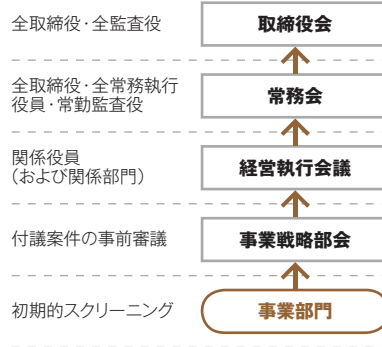 全取締役・全監査役
取締役会
全取締役・全常務執行
役員・常勤監査役
常務会
関係役員
(および関係部門)
経営執行会議
付議案件の事前審議
事業戦略部会
初期的スクリーニング
事業部門